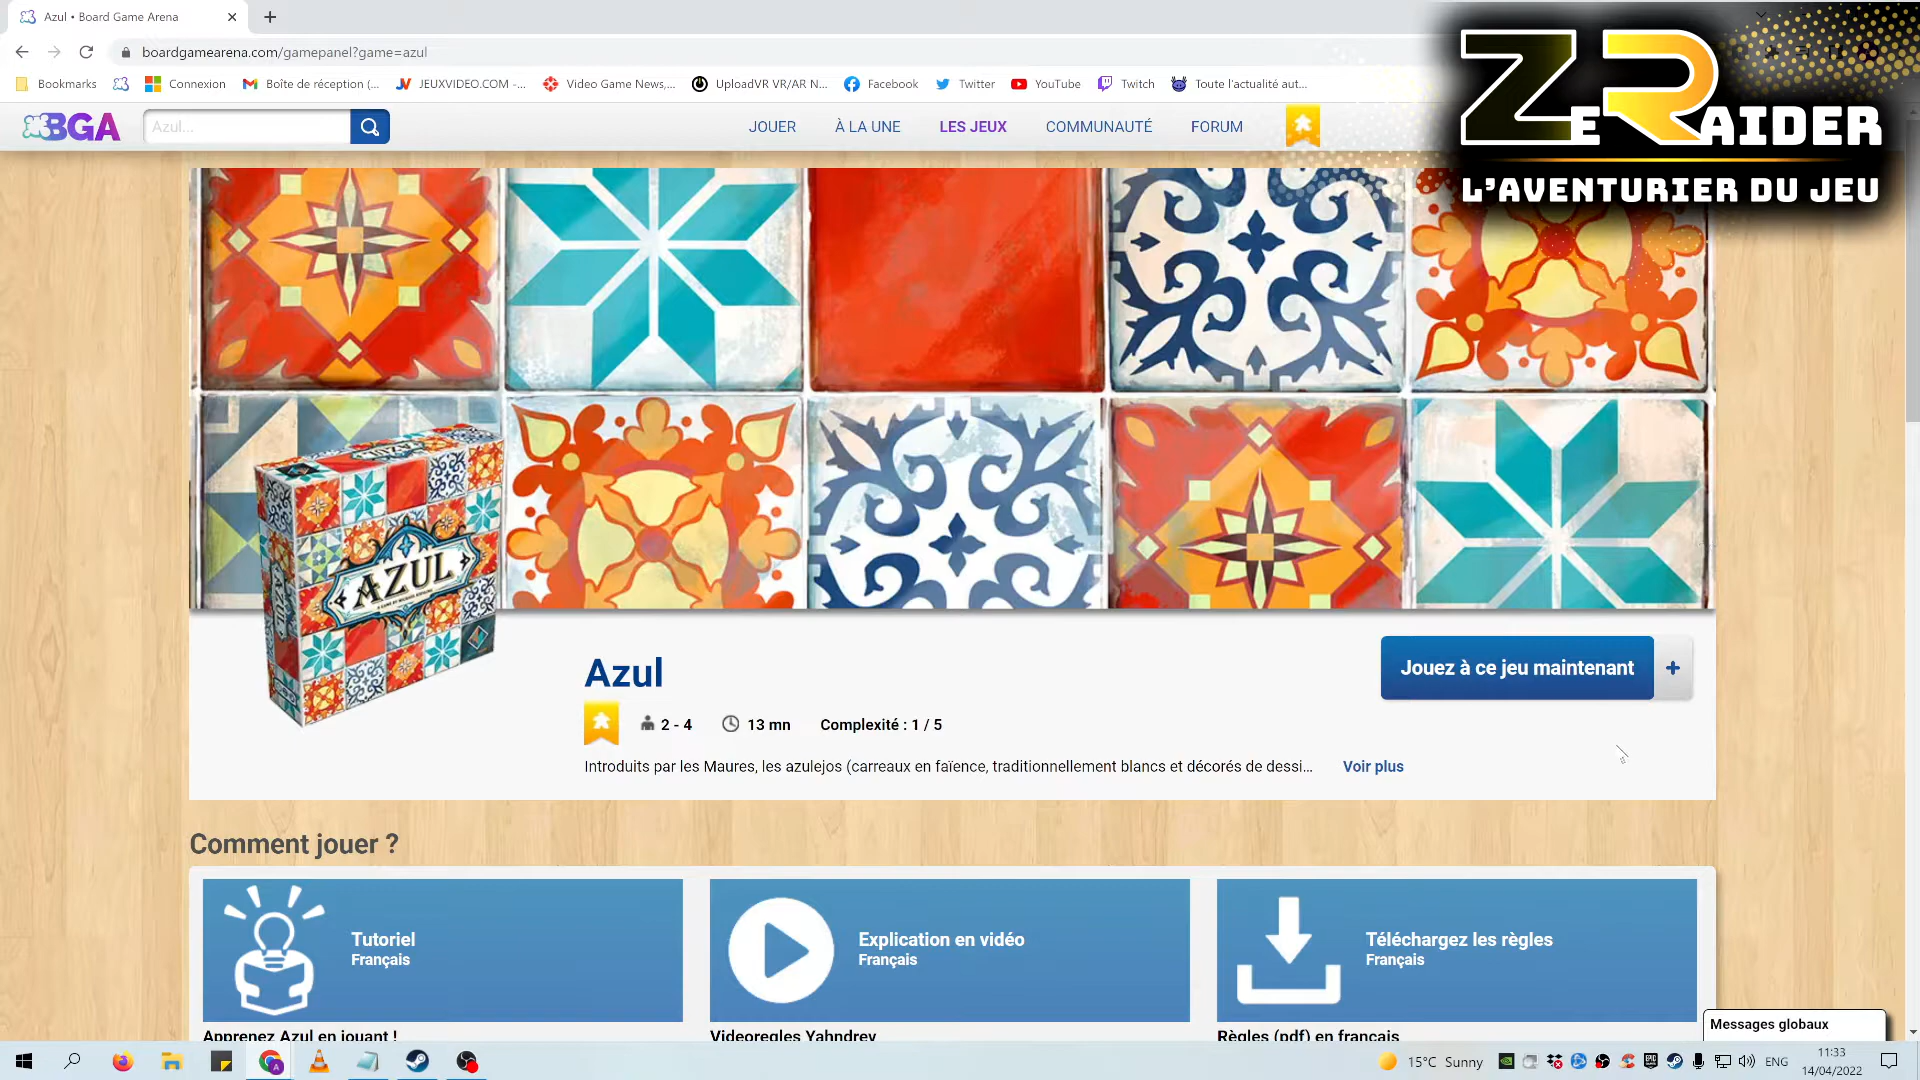 Azul • Board Game Arena
boardgamearena.com/gamepanel?game=azul
Bookmarks
Connexion
Boîte de réception (...
JEUXVIDEO.COM -...
Video Game News,...
UploadVR VR/AR N...
Facebook
Twitter
YouTube
Twitch
Toute l'actualité aut...
ZeRaider
L'AVENTURIER DU JEU
BGA
Azul...
JOUER
À LA UNE
LES JEUX
COMMUNAUTÉ
FORUM
AZUL
Azul
Jouez à ce jeu maintenant
+
2 - 4
13 mn
Complexité : 1 / 5
Introduits par les Maures, les azulejos (carreaux en faïence, traditionnellement blancs et décorés de dessi...
Voir plus
Comment jouer ?
Tutoriel
Français
Explication en vidéo
Français
Téléchargez les règles
Français
Apprenez Azul en jouant !
Videoregles Yahndrev
Règles (pdf) en français
Messages globaux
15°C Sunny
ENG
11:33
14/04/2022